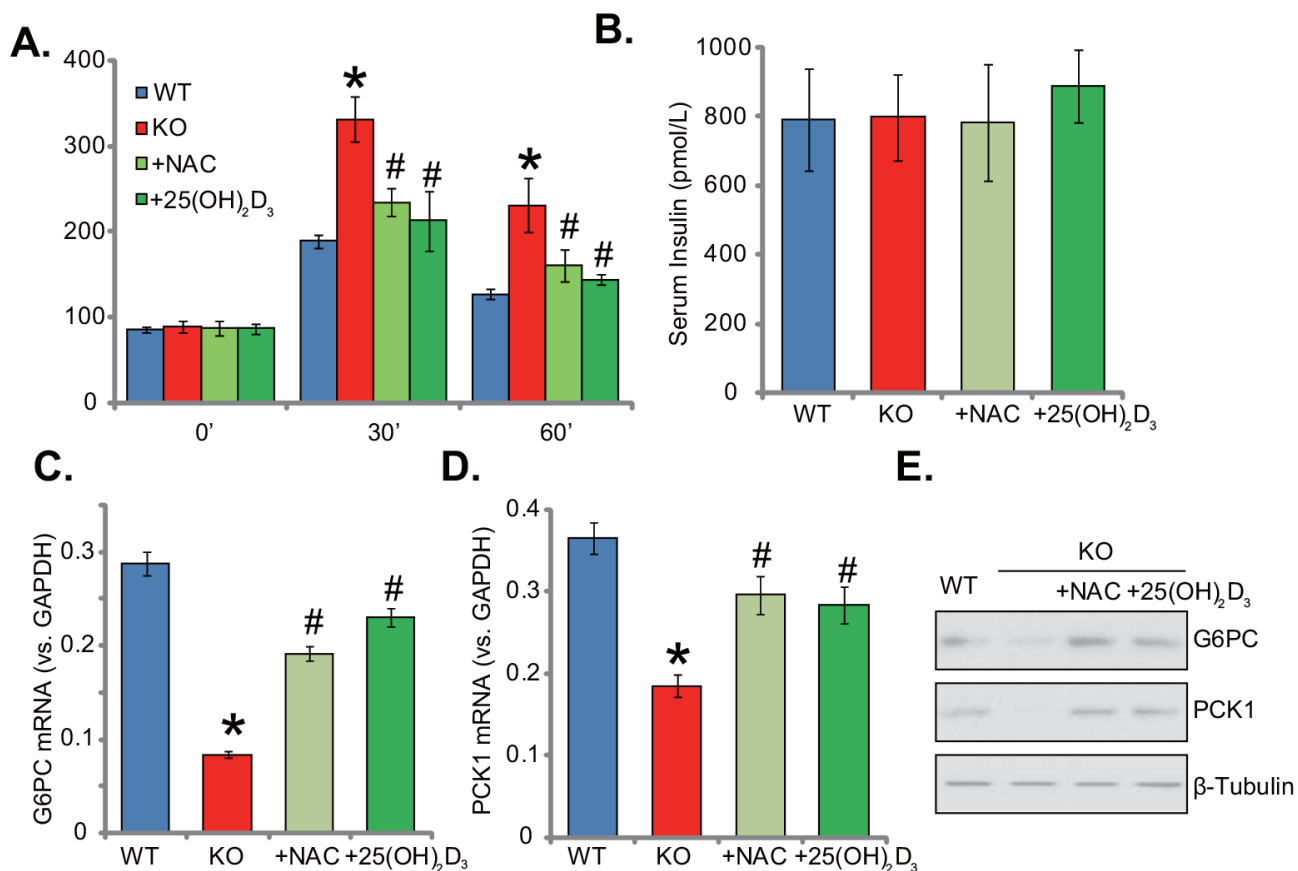 A.
400
300
200
100
0
WT
KO
+NAC
+25(OH)₂D₃
*
#
#
*
#
#
0’
30’
60’
B.
Serum Insulin (pmol/L)
1000
800
600
400
200
0
WT KO +NAC +25(OH)₂D₃
C.
G6PC mRNA (vs. GAPDH)
0.3
0.2
0.1
0
*
#
#
WT KO +NAC +25(OH)₂D₃
D.
PCK1 mRNA (vs. GAPDH)
0.4
0.3
0.2
0.1
0
*
#
#
WT KO +NAC +25(OH)₂D₃
E.
KO
WT
+NAC +25(OH)₂D₃
G6PC
PCK1
β-Tubulin